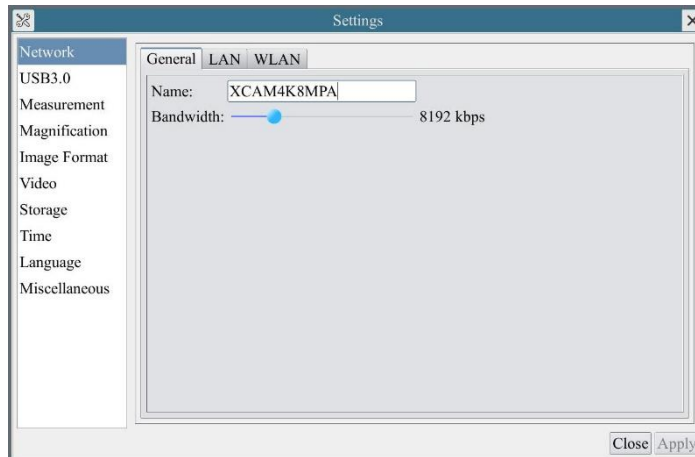 Settings
Network
USB3.0
Measurement
Magnification
Image Format
Video
Storage
Time
Language
Miscellaneous
General LAN WLAN
Name: XCAM4K8MPA
Bandwidth: 8192 kbps
Close Apply